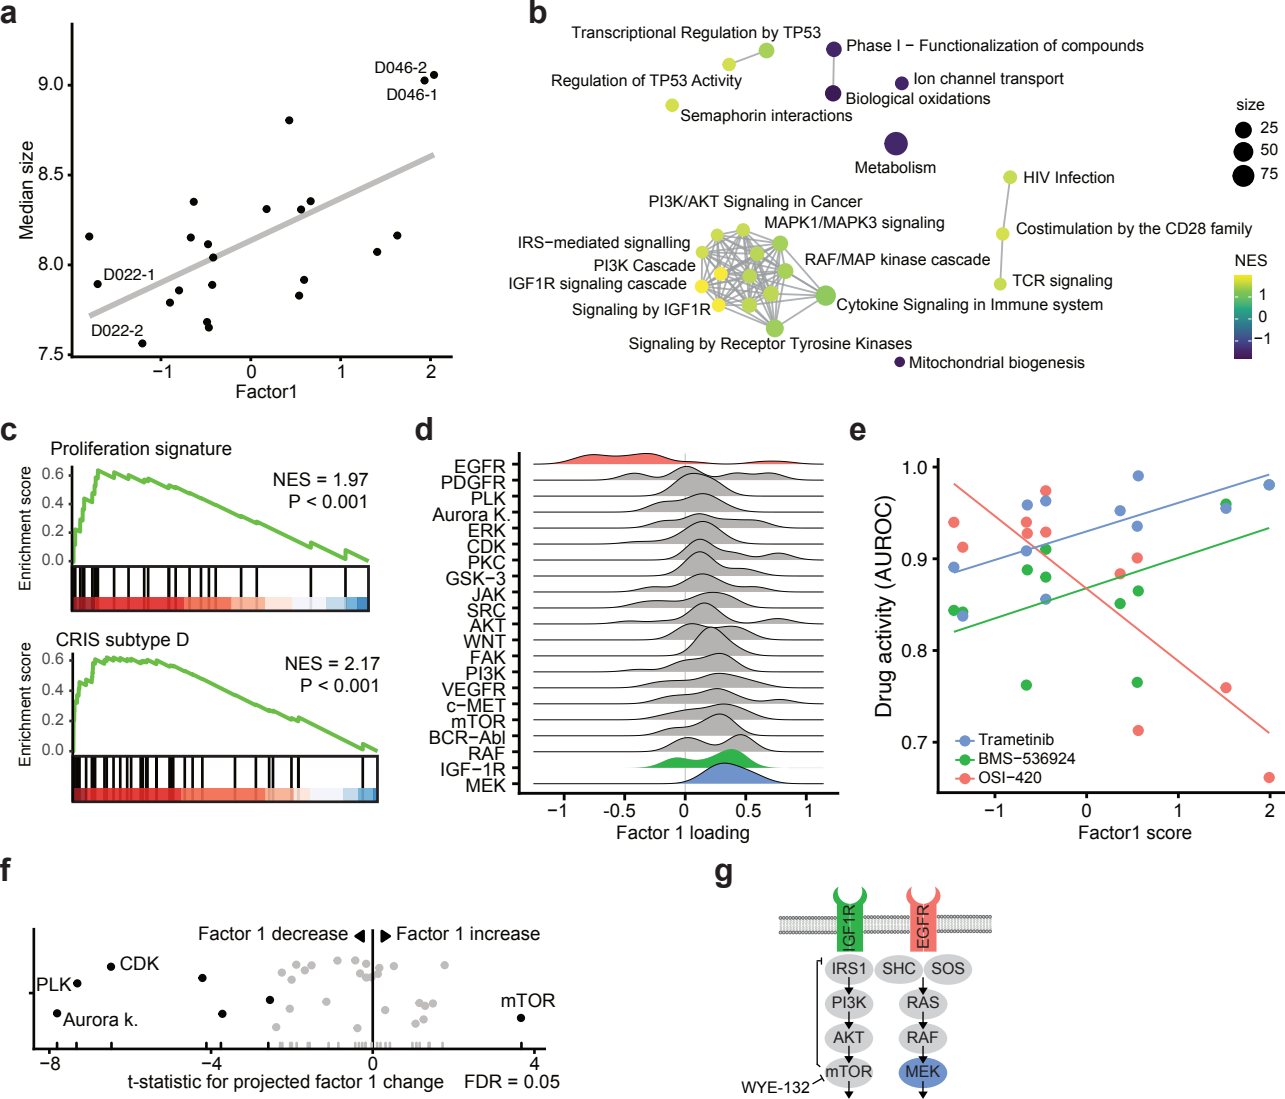 a
9.0
8.5
8.0
7.5
Median size
D046-2
D046-1
D022-1
D022-2
−1
0
1
2
Factor1
b
Transcriptional Regulation by TP53
Regulation of TP53 Activity
Semaphorin interactions
Phase I − Functionalization of compounds
Ion channel transport
Biological oxidations
Metabolism
HIV Infection
Costimulation by the CD28 family
TCR signaling
PI3K/AKT Signaling in Cancer
MAPK1/MAPK3 signaling
IRS−mediated signalling
RAF/MAP kinase cascade
PI3K Cascade
IGF1R signaling cascade
Signaling by IGF1R
Cytokine Signaling in Immune system
Signaling by Receptor Tyrosine Kinases
Mitochondrial biogenesis
size
25
50
75
NES
1
0
−1
c
Proliferation signature
Enrichment score
0.6
0.4
0.2
0.0
NES = 1.97
P < 0.001
CRIS subtype D
Enrichment score
0.6
0.4
0.2
0.0
NES = 2.17
P < 0.001
d
EGFR
PDGFR
PLK
Aurora K.
ERK
CDK
PKC
GSK−3
JAK
SRC
AKT
WNT
FAK
PI3K
VEGFR
c−MET
mTOR
BCR−Abl
RAF
IGF−1R
MEK
−1
-0.5
0
0.5
1
Factor 1 loading
e
1.0
0.9
0.8
0.7
Drug activity (AUROC)
Trametinib
BMS−536924
OSI−420
−1
0
1
2
Factor1 score
f
Factor 1 decrease
Factor 1 increase
CDK
PLK
Aurora k.
mTOR
−8
−4
0
4
t-statistic for projected factor 1 change
FDR = 0.05
g
IGF1R
EGFR
IRS1
SHC
SOS
PI3K
RAS
AKT
RAF
mTOR
MEK
WYE-132